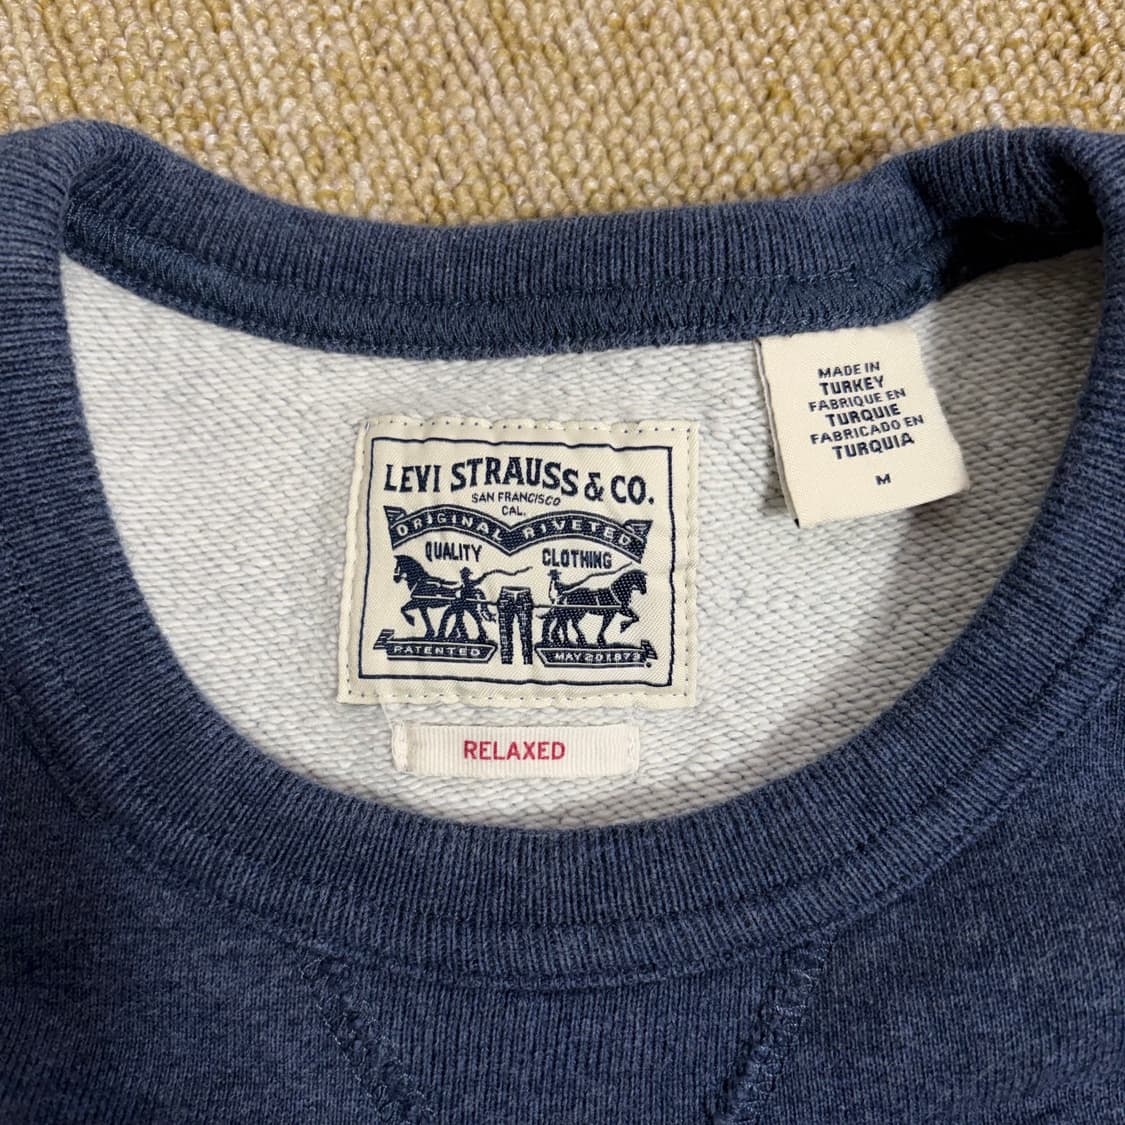 LEVI STRAUSS & CO.
SAN FRANCISCO
CAL.
ORIGINAL RIVETED
QUALITY CLOTHING
PATENTED MAY 20 1873.
RELAXED
MADE IN
TURKEY
FABRIQUE EN
TURQUIE
FABRICADO EN
TURQUIA
M